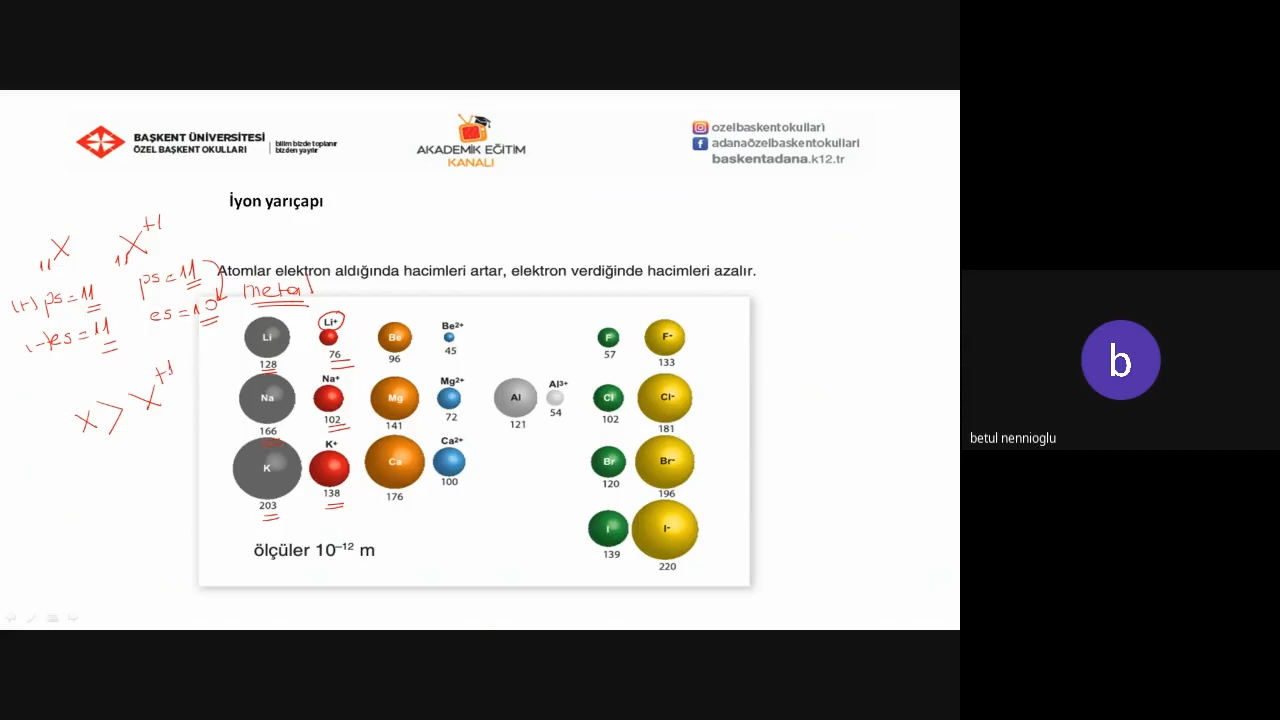 BAŞKENT ÜNİVERSİTESİ
ÖZEL BAŞKENT OKULLARI
bilim bizde toplanır
bizden yayılır
AKADEMİK EĞİTİM
KANALI
ozelbaskentokullari
adanaözelbaskentokullari
baskentadana.k12.tr
İyon yarıçapı
Atomlar elektron aldığında hacimleri artar, elektron verdiğinde hacimleri azalır.
₁₁X ₁₁X⁺¹
(+) ps = 11 ps = 11
(-) es = 11 es = 10
X > X⁺¹
metal
Li Li⁺ Be Be²⁺ F F⁻
128 76 96 45 57 133
Na Na⁺ Mg Mg²⁺ Al Al³⁺ Cl Cl⁻
166 102 141 72 121 54 102 181
K K⁺ Ca Ca²⁺ Br Br⁻
203 138 176 100 120 196
I I⁻
139 220
ölçüler 10⁻¹² m
b
betul nennioglu